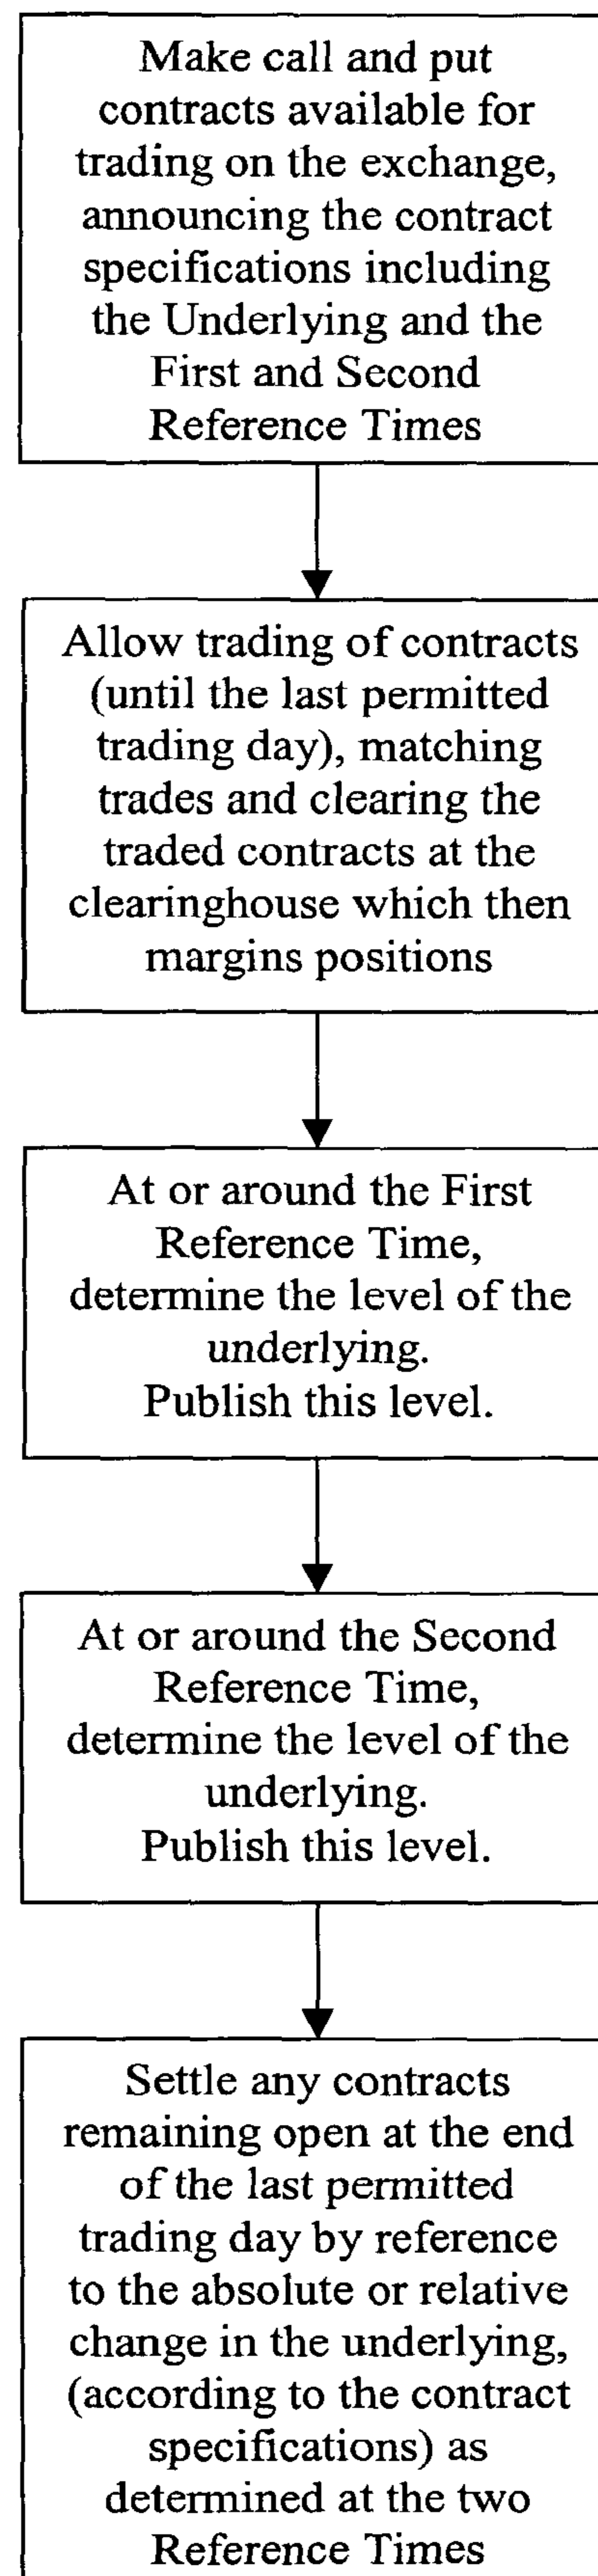 Make call and put
contracts available for
trading on the exchange,
announcing the contract
specifications including
the Underlying and the
First and Second
Reference Times
Allow trading of contracts
(until the last permitted
trading day), matching
trades and clearing the
traded contracts at the
clearinghouse which then
margins positions
At or around the First
Reference Time,
determine the level of the
underlying.
Publish this level.
At or around the Second
Reference Time,
determine the level of the
underlying.
Publish this level.
Settle any contracts
remaining open at the end
of the last permitted
trading day by reference
to the absolute or relative
change in the underlying,
(according to the contract
specifications) as
determined at the two
Reference Times